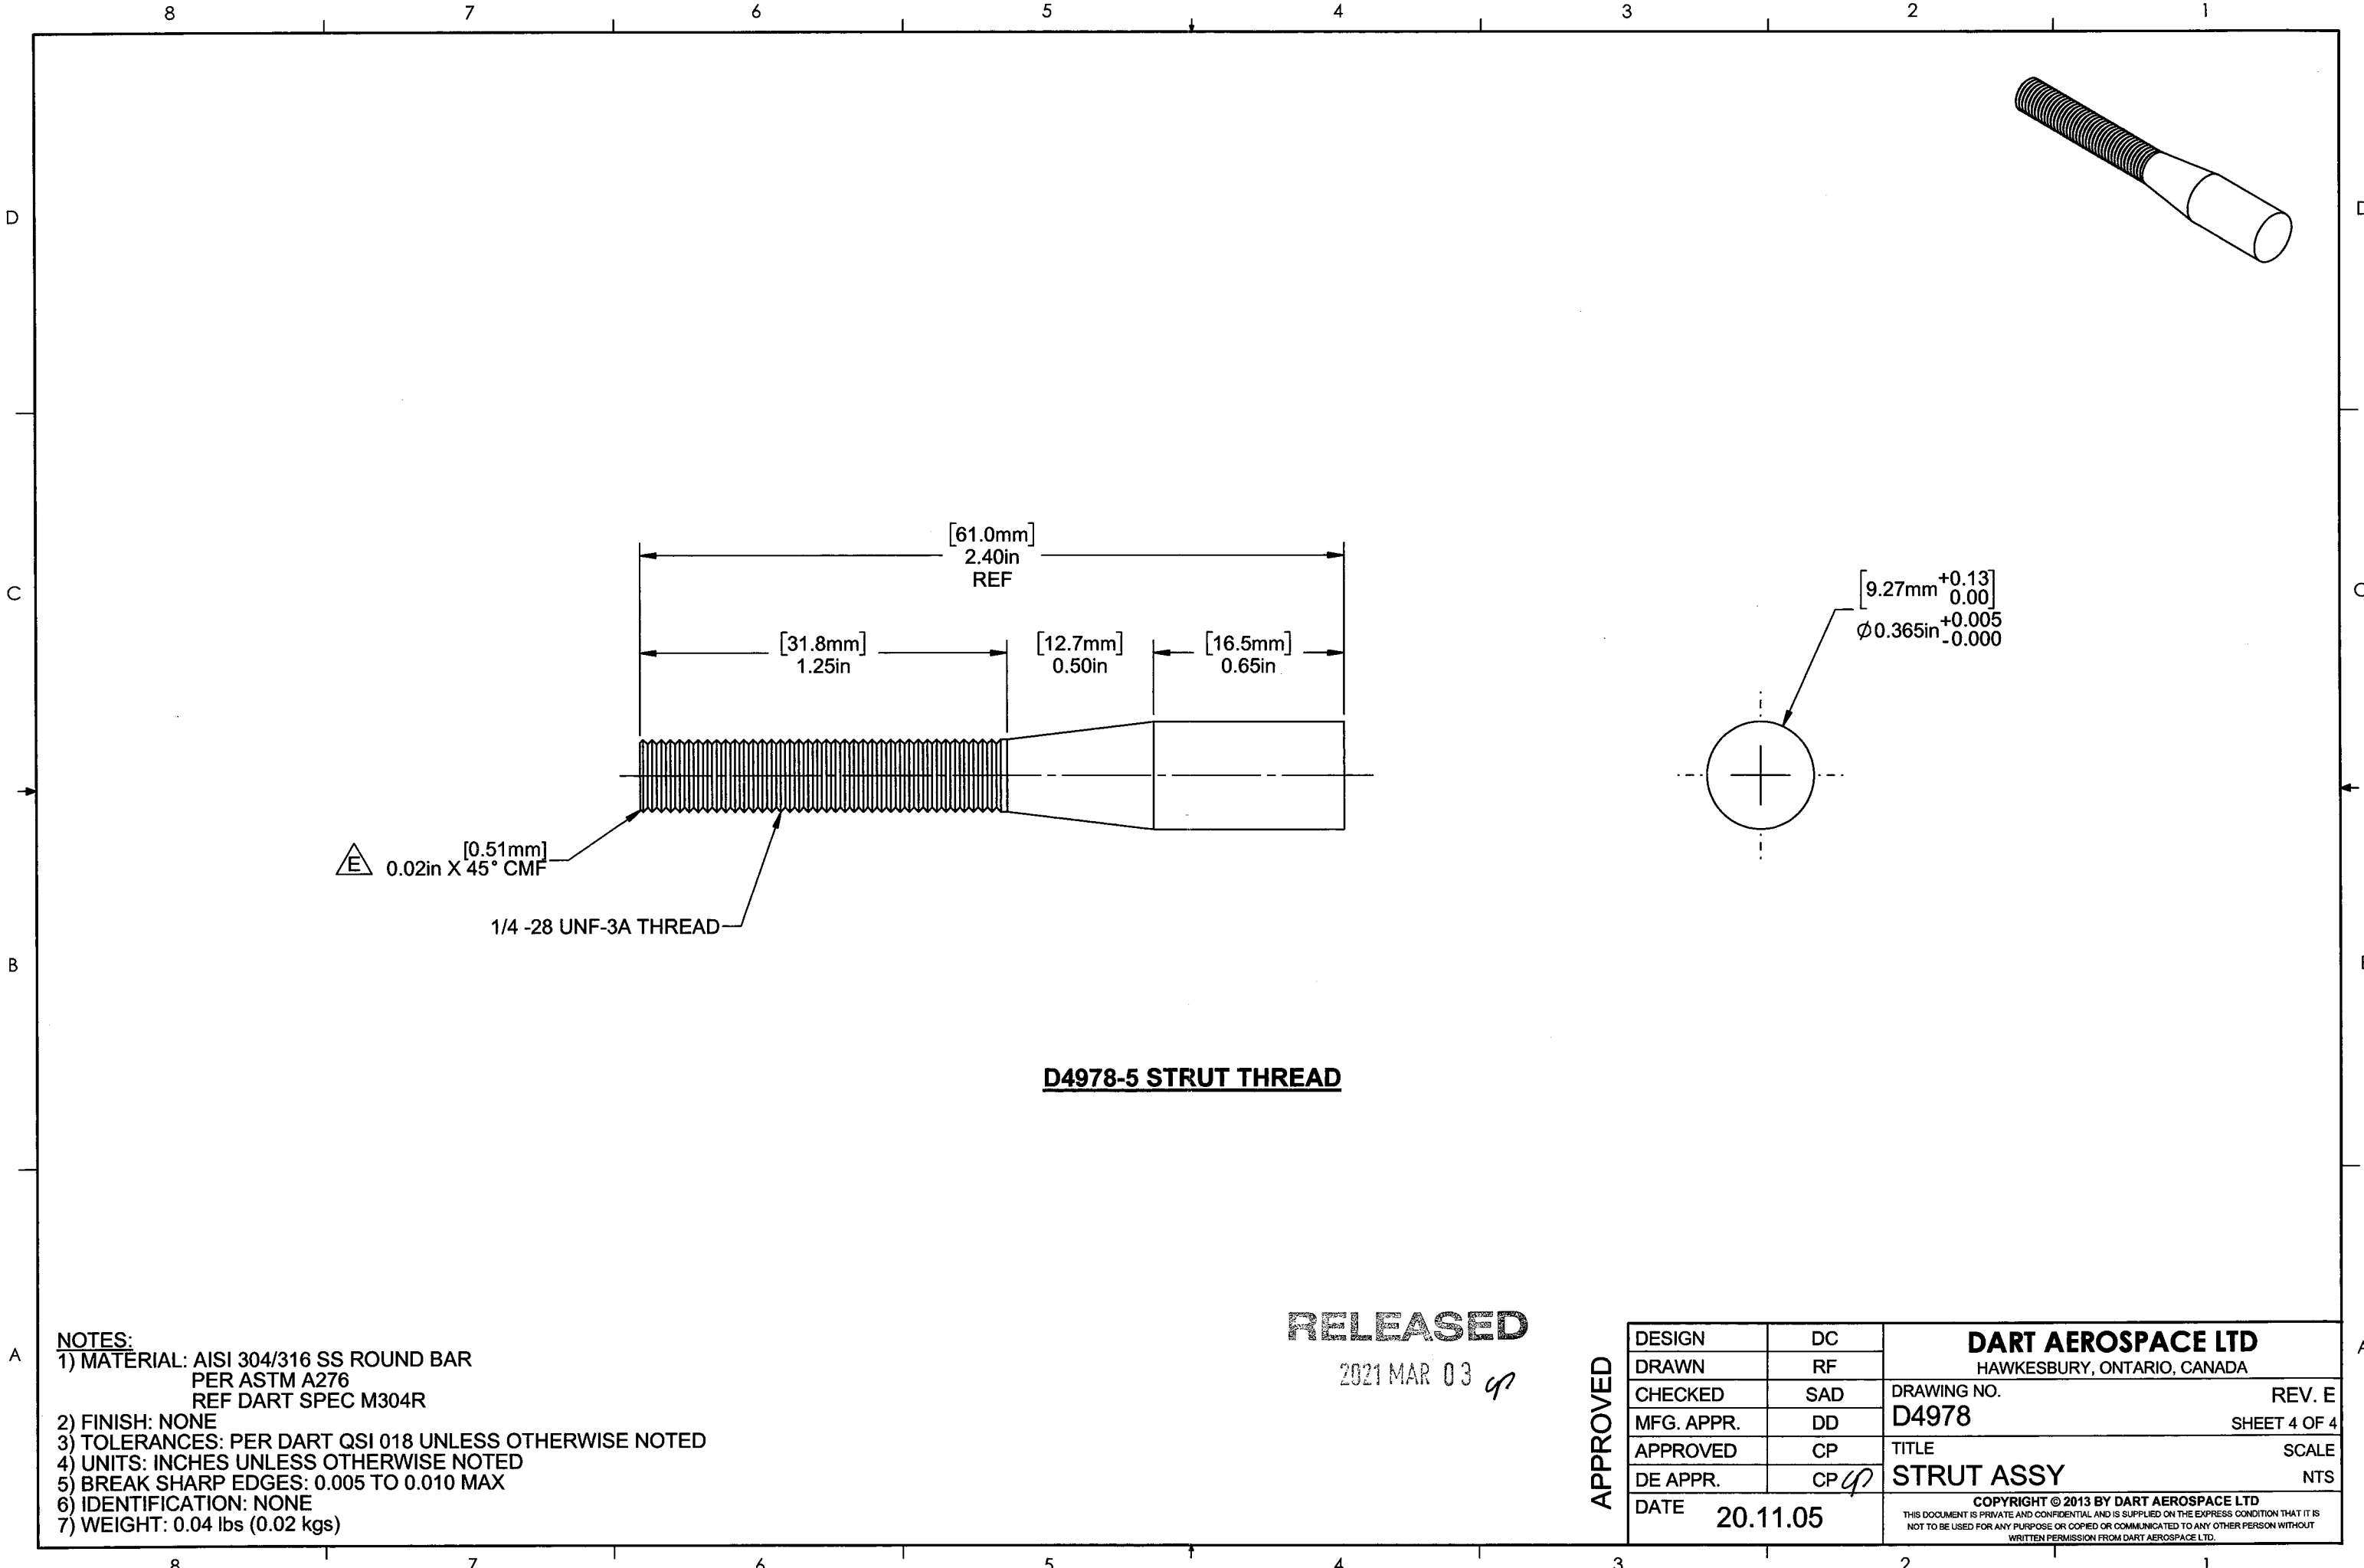 8 7 6 5 4 3 2 1
D
C
B
A
D
A
[61.0mm]
2.40in
REF
[31.8mm]
1.25in
[12.7mm]
0.50in
[16.5mm]
0.65in
[9.27mm +0.13 0.00]
⌀0.365in +0.005 -0.000
E
[0.51mm]
0.02in X 45° CMF
1/4 -28 UNF-3A THREAD
D4978-5 STRUT THREAD
NOTES:
1) MATERIAL: AISI 304/316 SS ROUND BAR
PER ASTM A276
REF DART SPEC M304R
2) FINISH: NONE
3) TOLERANCES: PER DART QSI 018 UNLESS OTHERWISE NOTED
4) UNITS: INCHES UNLESS OTHERWISE NOTED
5) BREAK SHARP EDGES: 0.005 TO 0.010 MAX
6) IDENTIFICATION: NONE
7) WEIGHT: 0.04 lbs (0.02 kgs)
RELEASED
2021 MAR 03
APPROVED
DESIGN DC
DRAWN RF
CHECKED SAD
MFG. APPR. DD
APPROVED CP
DE APPR. CP
DATE 20.11.05
DART AEROSPACE LTD
HAWKESBURY, ONTARIO, CANADA
DRAWING NO. REV. E
D4978 SHEET 4 OF 4
TITLE SCALE
STRUT ASSY NTS
COPYRIGHT © 2013 BY DART AEROSPACE LTD
THIS DOCUMENT IS PRIVATE AND CONFIDENTIAL AND IS SUPPLIED ON THE EXPRESS CONDITION THAT IT IS
NOT TO BE USED FOR ANY PURPOSE OR COPIED OR COMMUNICATED TO ANY OTHER PERSON WITHOUT
WRITTEN PERMISSION FROM DART AEROSPACE LTD.
8 7 6 5 4 3 2 1